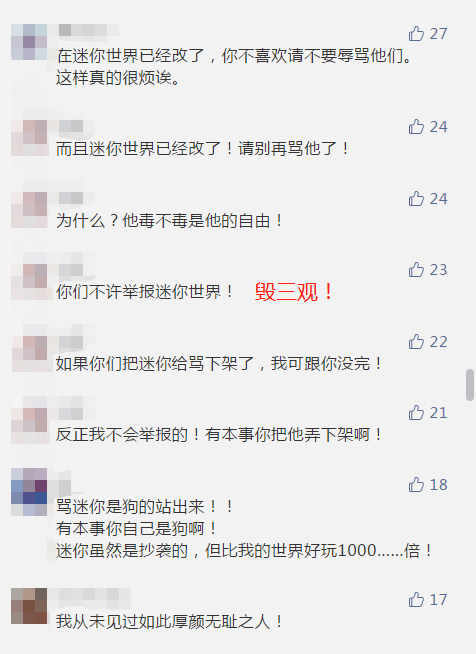 27
在迷你世界已经改了，你不喜欢请不要辱骂他们。
这样真的很烦诶。
24
而且迷你世界已经改了！请别再骂他了！
24
为什么？他毒不毒是他的自由！
23
你们不许举报迷你世界！ 毁三观！
22
如果你们把迷你给骂下架了，我可跟你没完！
21
反正我不会举报的！有本事你把他弄下架啊！
18
骂迷你是狗的站出来！！
有本事你自己是狗啊！
迷你虽然是抄袭的，但比我的世界好玩1000……倍！
17
我从未见过如此厚颜无耻之人！